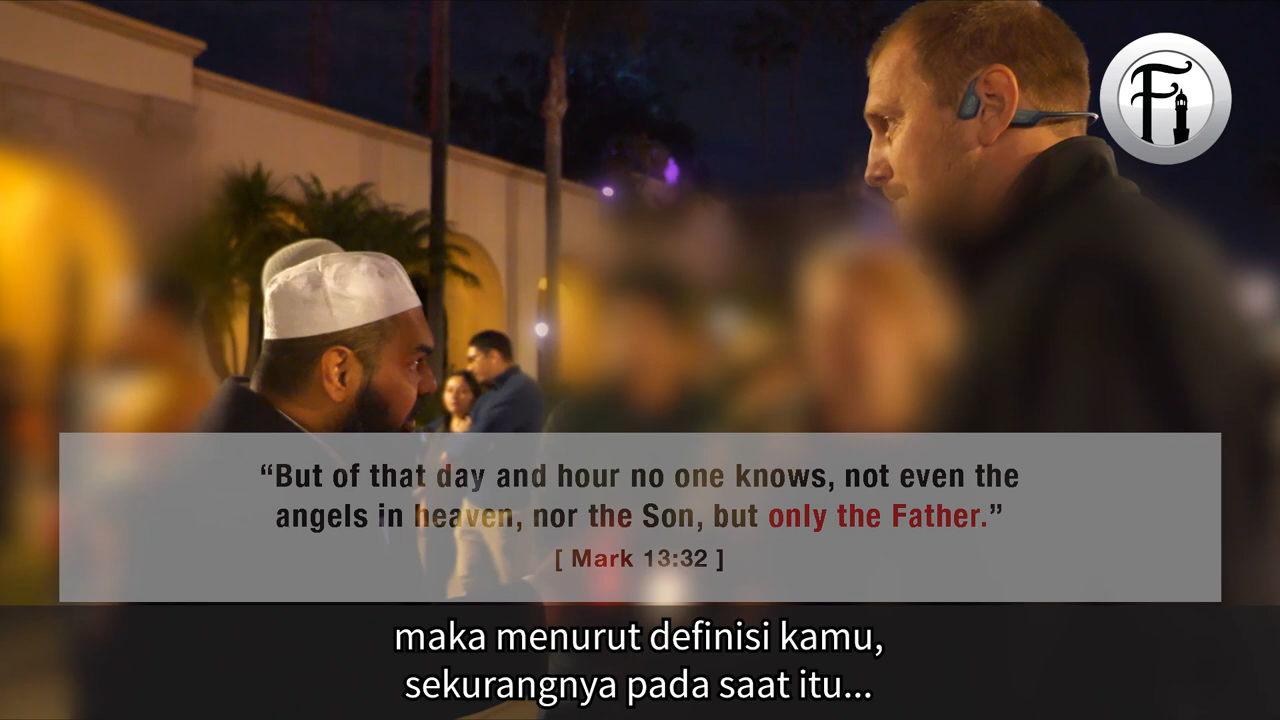 Fi
“But of that day and hour no one knows, not even the
angels in heaven, nor the Son, but only the Father.”
[ Mark 13:32 ]
maka menurut definisi kamu,
sekurangnya pada saat itu...